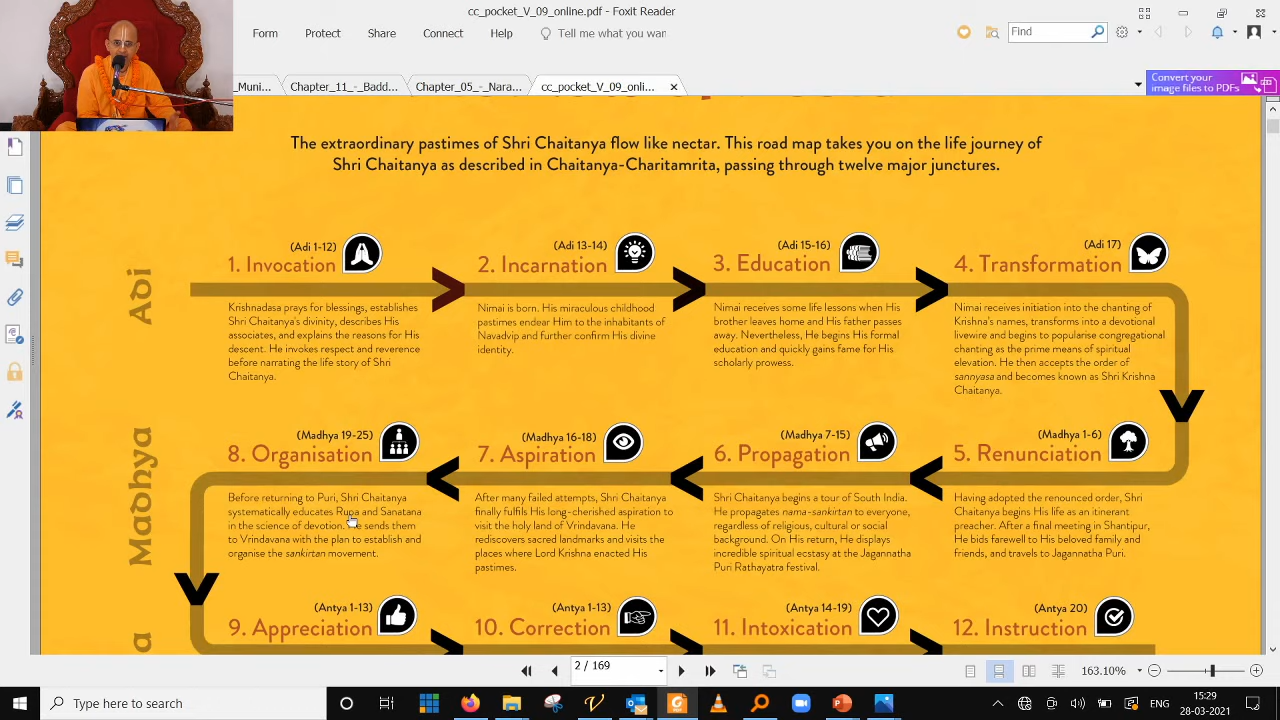 cc_pocket_V_09_online.pdf - Foxit Reader
Form
Protect
Share
Connect
Help
Tell me what you wan
Find
_Muni...
Chapter_11_-_Badd...
Chapter_05_-_Nara...
cc_pocket_V_09_onli...
Convert your
image files to PDFs
The extraordinary pastimes of Shri Chaitanya flow like nectar. This road map takes you on the life journey of
Shri Chaitanya as described in Chaitanya-Charitamrita, passing through twelve major junctures.
Adi
(Adi 1-12)
1. Invocation
Krishnadasa prays for blessings, establishes
Shri Chaitanya's divinity, describes His
associates, and explains the reasons for His
descent. He invokes respect and reverence
before narrating the life story of Shri
Chaitanya.
(Adi 13-14)
2. Incarnation
Nimai is born. His miraculous childhood
pastimes endear Him to the inhabitants of
Navadvip and further confirm His divine
identity.
(Adi 15-16)
3. Education
Nimai receives some life lessons when His
brother leaves home and His father passes
away. Nevertheless, He begins His formal
education and quickly gains fame for His
scholarly prowess.
(Adi 17)
4. Transformation
Nimai receives initiation into the chanting of
Krishna's names, transforms into a devotional
livewire and begins to popularise congregational
chanting as the prime means of spiritual
elevation. He then accepts the order of
sannyasa and becomes known as Shri Krishna
Chaitanya.
Madhya
(Madhya 19-25)
8. Organisation
Before returning to Puri, Shri Chaitanya
systematically educates Rupa and Sanatana
in the science of devotion. sends them
to Vrindavana with the plan to establish and
organise the sankirtan movement.
(Madhya 16-18)
7. Aspiration
After many failed attempts, Shri Chaitanya
finally fulfils His long-cherished aspiration to
visit the holy land of Vrindavana. He
rediscovers sacred landmarks and visits the
places where Lord Krishna enacted His
pastimes.
(Madhya 7-15)
6. Propagation
Shri Chaitanya begins a tour of South India.
He propagates nama-sankirtan to everyone,
regardless of religious, cultural or social
background. On His return, He displays
incredible spiritual ecstasy at the Jagannatha
Puri Rathayatra festival.
(Madhya 1-6)
5. Renunciation
Having adopted the renounced order, Shri
Chaitanya begins His life as an itinerant
preacher. After a final meeting in Shantipur,
He bids farewell to His beloved family and
friends, and travels to Jagannatha Puri.
a
(Antya 1-13)
9. Appreciation
(Antya 1-13)
10. Correction
(Antya 14-19)
11. Intoxication
(Antya 20)
12. Instruction
2 / 169
163.10%
Type here to search
ENG
15:29
28-03-2021